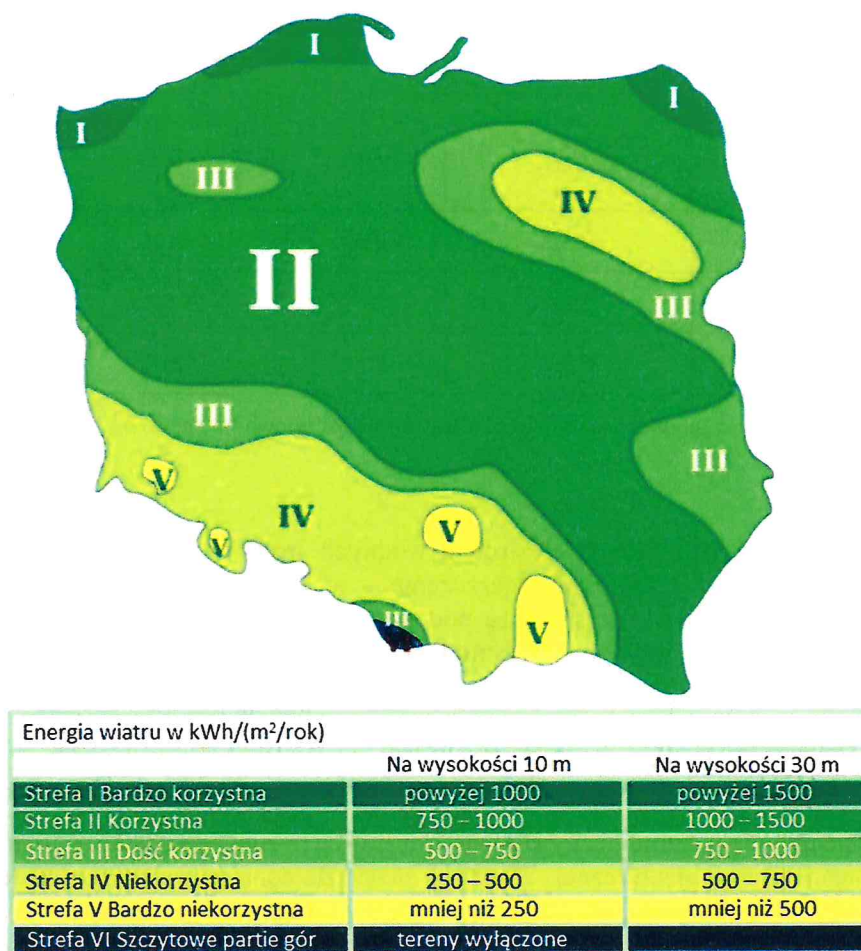 I
I
I
III
IV
II
III
III
III
V
IV
V
V
III
V
Energia wiatru w kWh/(m²/rok)
Na wysokości 10 m Na wysokości 30 m
Strefa I Bardzo korzystna powyżej 1000 powyżej 1500
Strefa II Korzystna 750 – 1000 1000 – 1500
Strefa III Dość korzystna 500 – 750 750 – 1000
Strefa IV Niekorzystna 250 – 500 500 – 750
Strefa V Bardzo niekorzystna mniej niż 250 mniej niż 500
Strefa VI Szczytowe partie gór tereny wyłączone